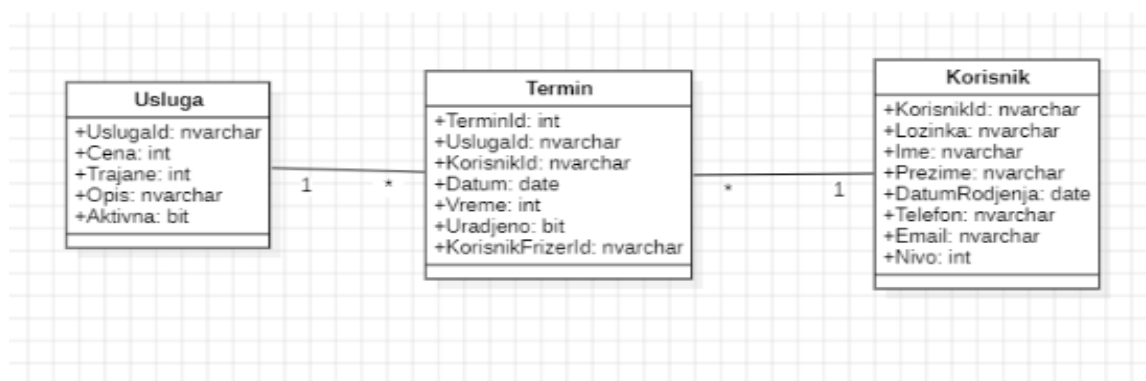 Usluga
+UslugaId: nvarchar
+Cena: int
+Trajane: int
+Opis: nvarchar
+Aktivna: bit
1
*
Termin
+TerminId: int
+UslugaId: nvarchar
+KorisnikId: nvarchar
+Datum: date
+Vreme: int
+Uradjeno: bit
+KorisnikFrizerId: nvarchar
*
1
Korisnik
+KorisnikId: nvarchar
+Lozinka: nvarchar
+Ime: nvarchar
+Prezime: nvarchar
+DatumRodjenja: date
+Telefon: nvarchar
+Email: nvarchar
+Nivo: int